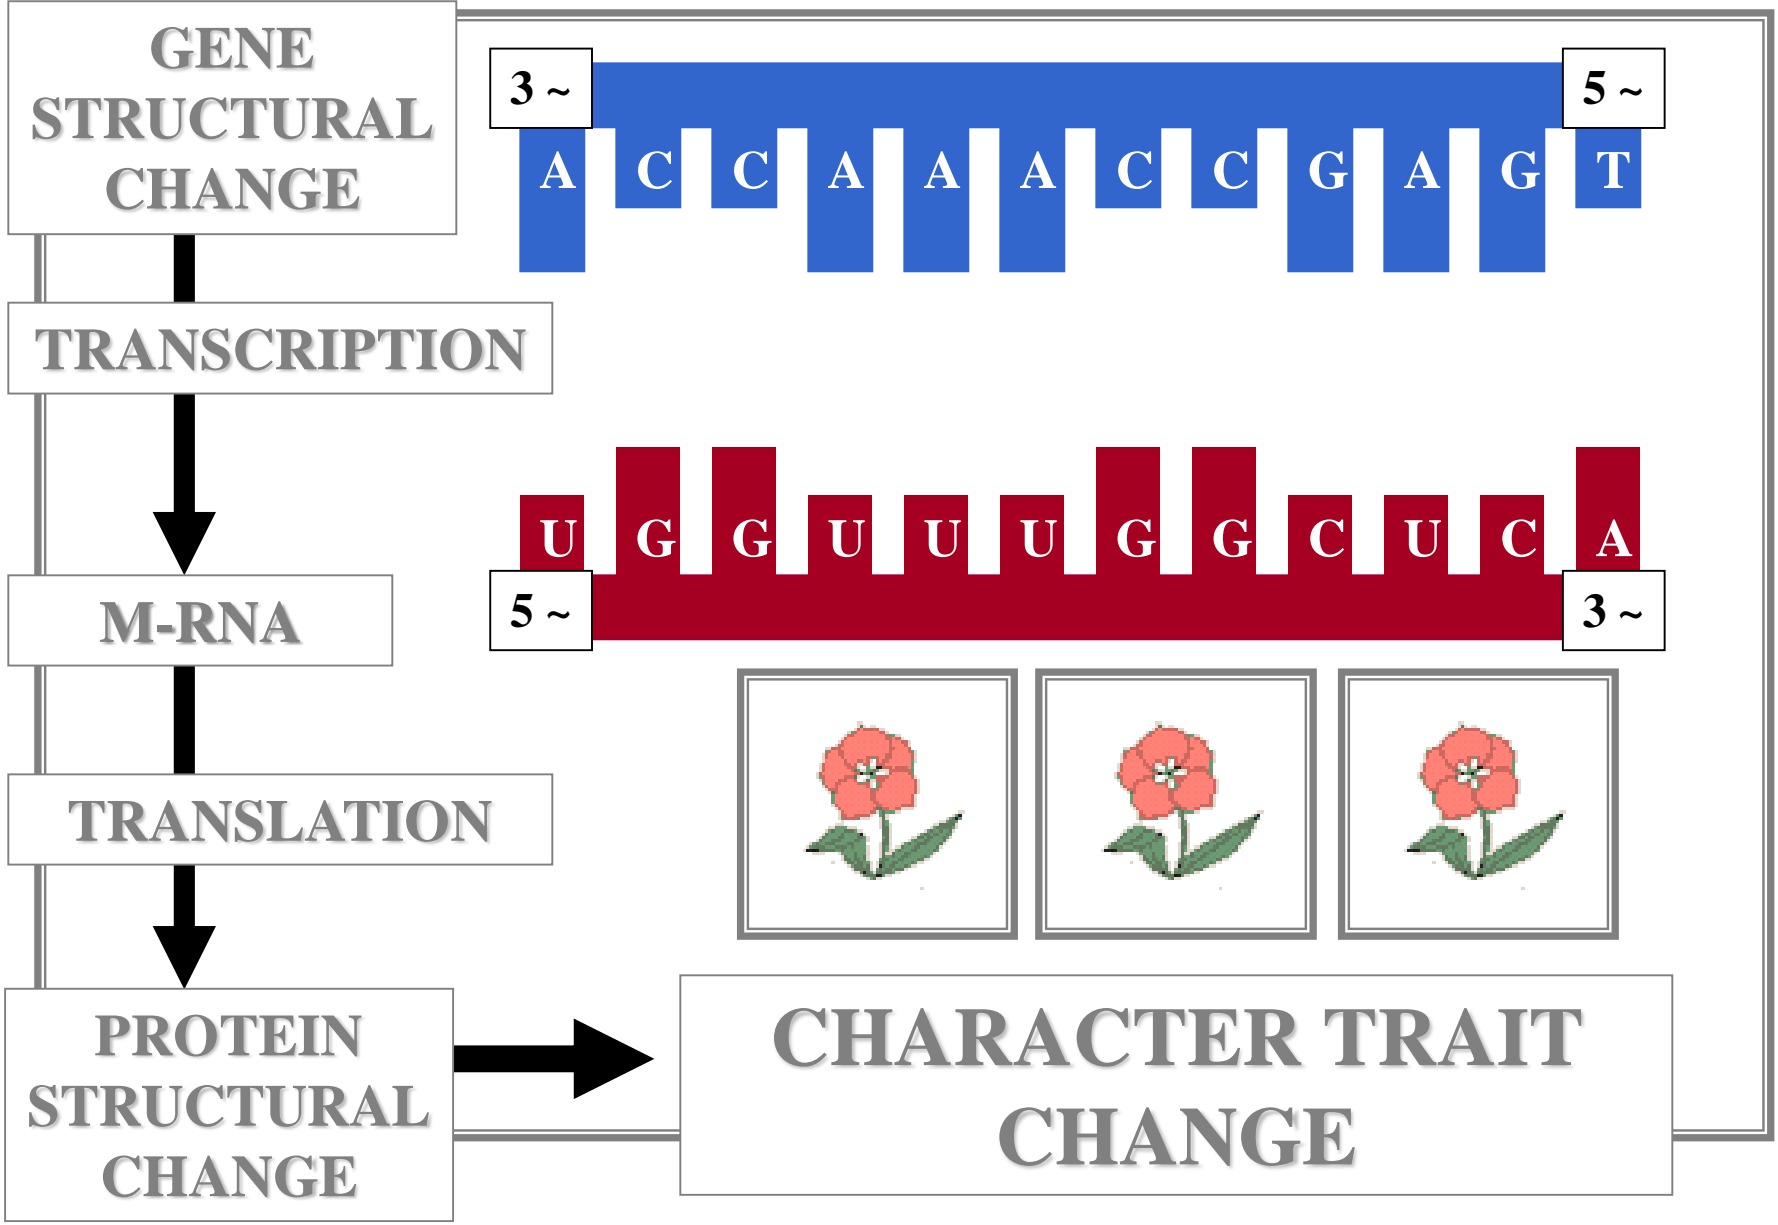 GENE
STRUCTURAL
CHANGE
3 ~
5 ~
A C C A A A C C G A G T
TRANSCRIPTION
U G G U U U G G C U C A
5 ~
3 ~
M-RNA
TRANSLATION
PROTEIN
STRUCTURAL
CHANGE
CHARACTER TRAIT
CHANGE